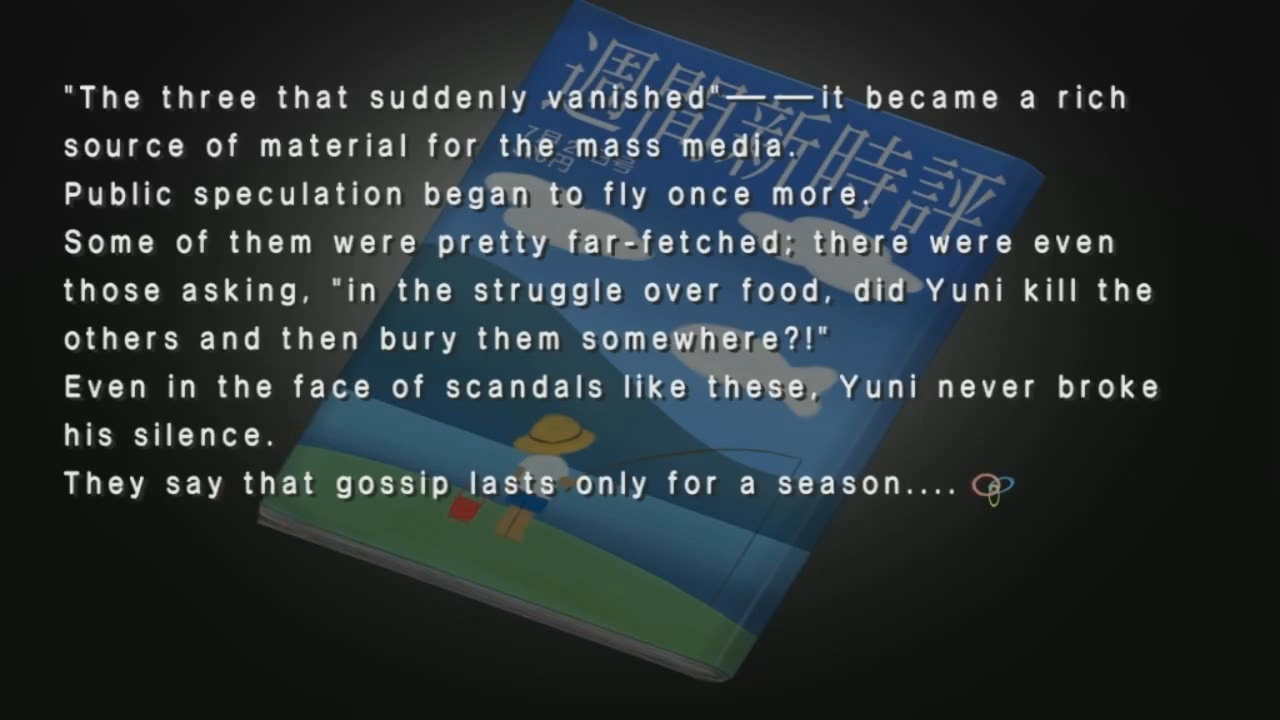 "The three that suddenly vanished"———it became a rich
source of material for the mass media.
Public speculation began to fly once more.
Some of them were pretty far-fetched; there were even
those asking, "in the struggle over food, did Yuni kill the
others and then bury them somewhere?!"
Even in the face of scandals like these, Yuni never broke
his silence.
They say that gossip lasts only for a season....
週間新時評